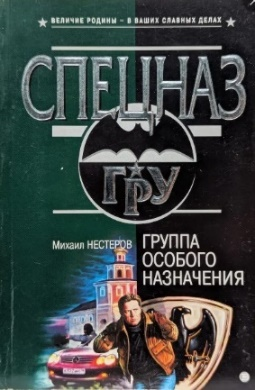 ВЕЛИЧИЕ РОДИНЫ – В ВАШИХ СЛАВНЫХ ДЕЛАХ
СПЕЦНАЗ
ГРУ
Михаил НЕСТЕРОВ
ГРУППА
ОСОБОГО
НАЗНАЧЕНИЯ